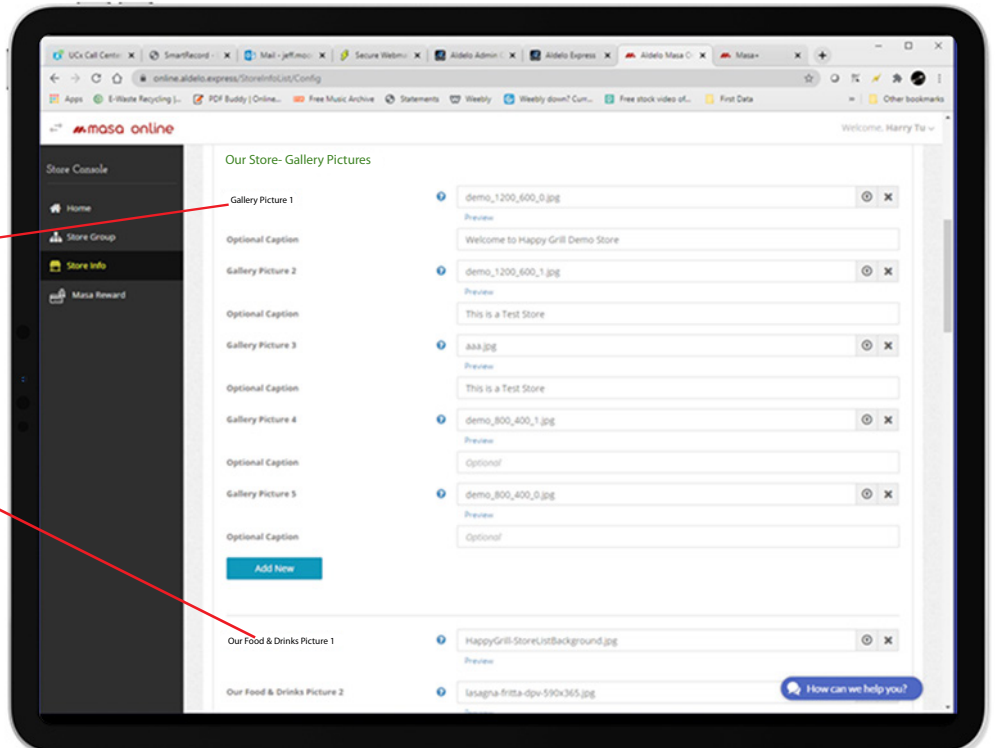 UCx Call Center
SmartRecord -
Mail - jeff.moo
Secure Webma
Aldelo Admin C
Aldelo Express
Aldelo Masa O
Masa+
online.aldelo.express/StoreInfoList/Config
Apps
E-Waste Recycling |...
PDF Buddy | Online...
Free Music Archive
Statements
Weebly
Weebly down? Curr...
Free stock video of...
First Data
Other bookmarks
masa online
Welcome, Harry Tu
Store Console
Home
Store Group
Store Info
Masa Reward
Our Store- Gallery Pictures
Gallery Picture 1
demo_1200_600_0.jpg
Preview
Optional Caption
Welcome to Happy Grill Demo Store
Gallery Picture 2
demo_1200_600_1.jpg
Preview
Optional Caption
This is a Test Store
Gallery Picture 3
aaa.jpg
Preview
Optional Caption
This is a Test Store
Gallery Picture 4
demo_800_400_1.jpg
Preview
Optional Caption
Optional
Gallery Picture 5
demo_800_400_0.jpg
Preview
Optional Caption
Optional
Add New
Our Food & Drinks Picture 1
HappyGrill-StoreListBackground.jpg
Preview
Our Food & Drinks Picture 2
lasagna-fritta-dpv-590x365.jpg
How can we help you?